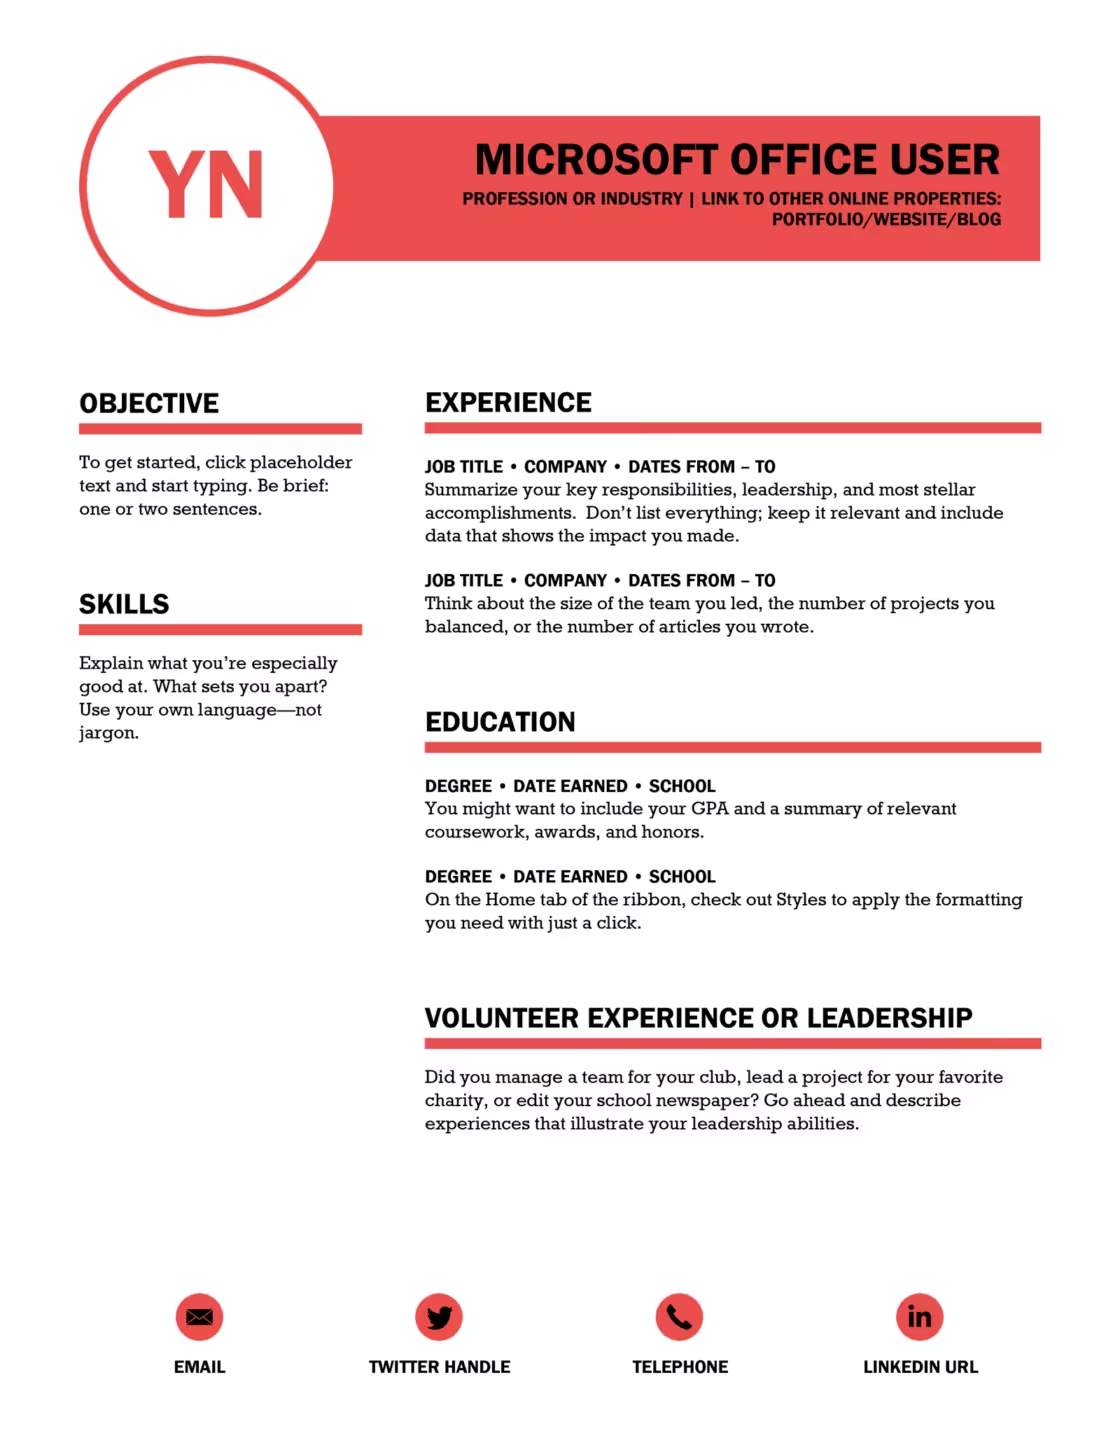 YN
MICROSOFT OFFICE USER
PROFESSION OR INDUSTRY | LINK TO OTHER ONLINE PROPERTIES:
PORTFOLIO/WEBSITE/BLOG
OBJECTIVE
To get started, click placeholder
text and start typing. Be brief:
one or two sentences.
SKILLS
Explain what you’re especially
good at. What sets you apart?
Use your own language—not
jargon.
EXPERIENCE
JOB TITLE • COMPANY • DATES FROM – TO
Summarize your key responsibilities, leadership, and most stellar
accomplishments.  Don’t list everything; keep it relevant and include
data that shows the impact you made.
JOB TITLE • COMPANY • DATES FROM – TO
Think about the size of the team you led, the number of projects you
balanced, or the number of articles you wrote.
EDUCATION
DEGREE • DATE EARNED • SCHOOL
You might want to include your GPA and a summary of relevant
coursework, awards, and honors.
DEGREE • DATE EARNED • SCHOOL
On the Home tab of the ribbon, check out Styles to apply the formatting
you need with just a click.
VOLUNTEER EXPERIENCE OR LEADERSHIP
Did you manage a team for your club, lead a project for your favorite
charity, or edit your school newspaper? Go ahead and describe
experiences that illustrate your leadership abilities.
in
EMAIL
TWITTER HANDLE
TELEPHONE
LINKEDIN URL